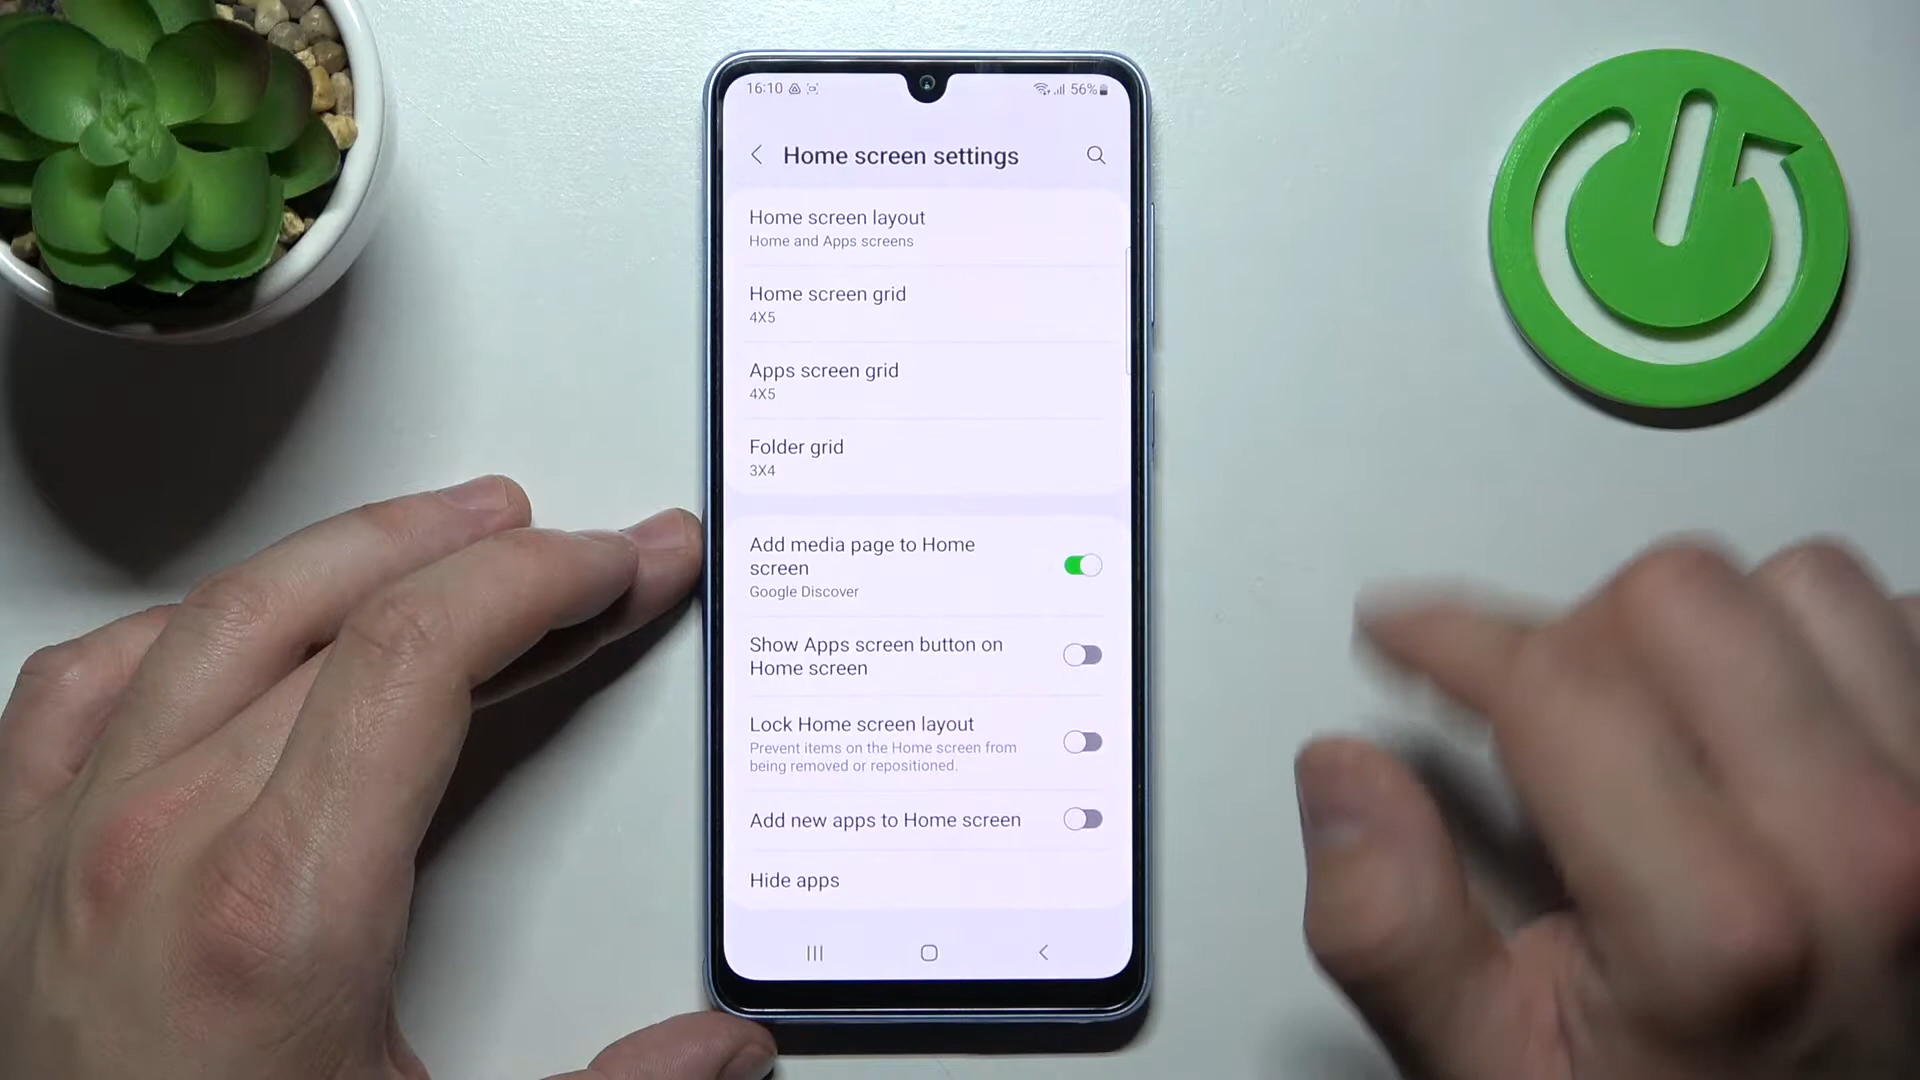 16:10
56%
Home screen settings
Home screen layout
Home and Apps screens
Home screen grid
4X5
Apps screen grid
4X5
Folder grid
3X4
Add media page to Home
screen
Google Discover
Show Apps screen button on
Home screen
Lock Home screen layout
Prevent items on the Home screen from
being removed or repositioned.
Add new apps to Home screen
Hide apps